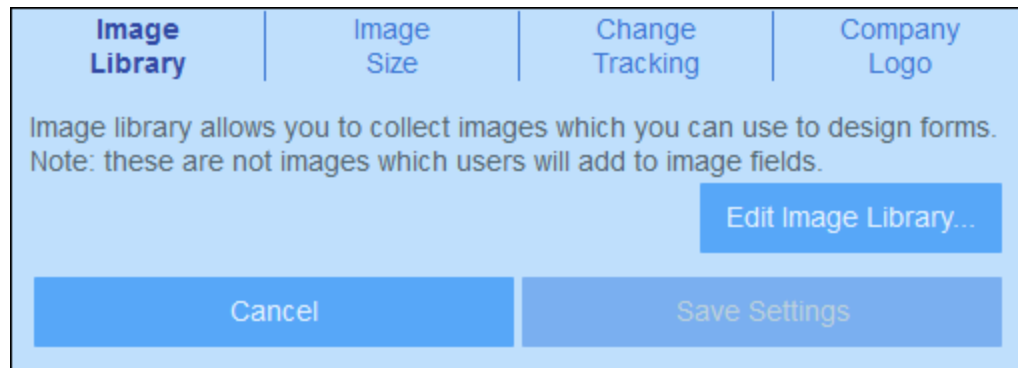 Image Library
Image Size
Change Tracking
Company Logo
Image library allows you to collect images which you can use to design forms.
Note: these are not images which users will add to image fields.
Edit Image Library...
Cancel
Save Settings